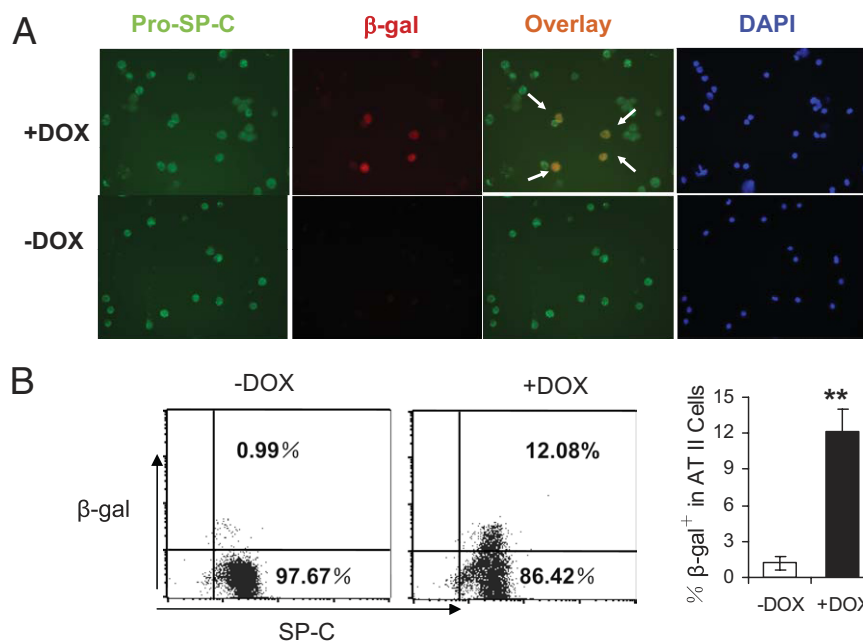 A
Pro-SP-C β-gal Overlay DAPI
+DOX
-DOX
B
-DOX +DOX
0.99% 12.08%
97.67% 86.42%
β-gal
SP-C
% β-gal+ in AT II Cells
15
12
9
6
3
0
**
-DOX +DOX